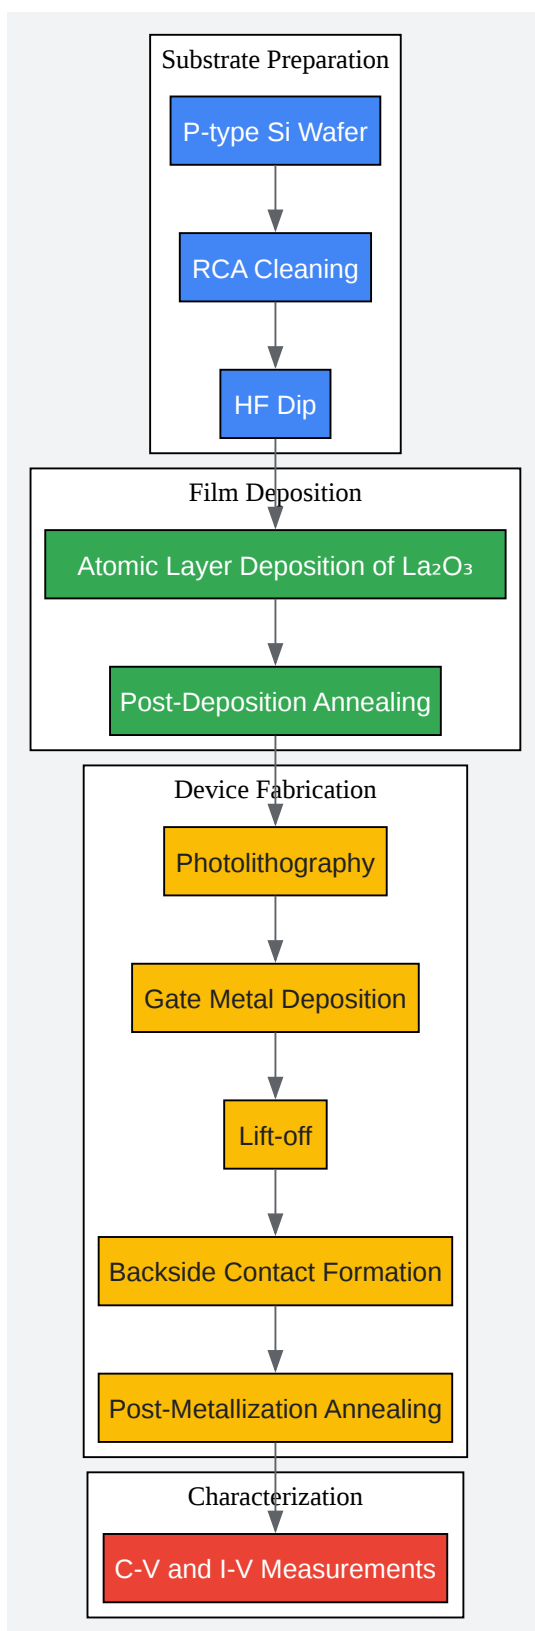 Substrate Preparation
P-type Si Wafer
RCA Cleaning
HF Dip
Film Deposition
Atomic Layer Deposition of La₂O₃
Post-Deposition Annealing
Device Fabrication
Photolithography
Gate Metal Deposition
Lift-off
Backside Contact Formation
Post-Metallization Annealing
Characterization
C-V and I-V Measurements